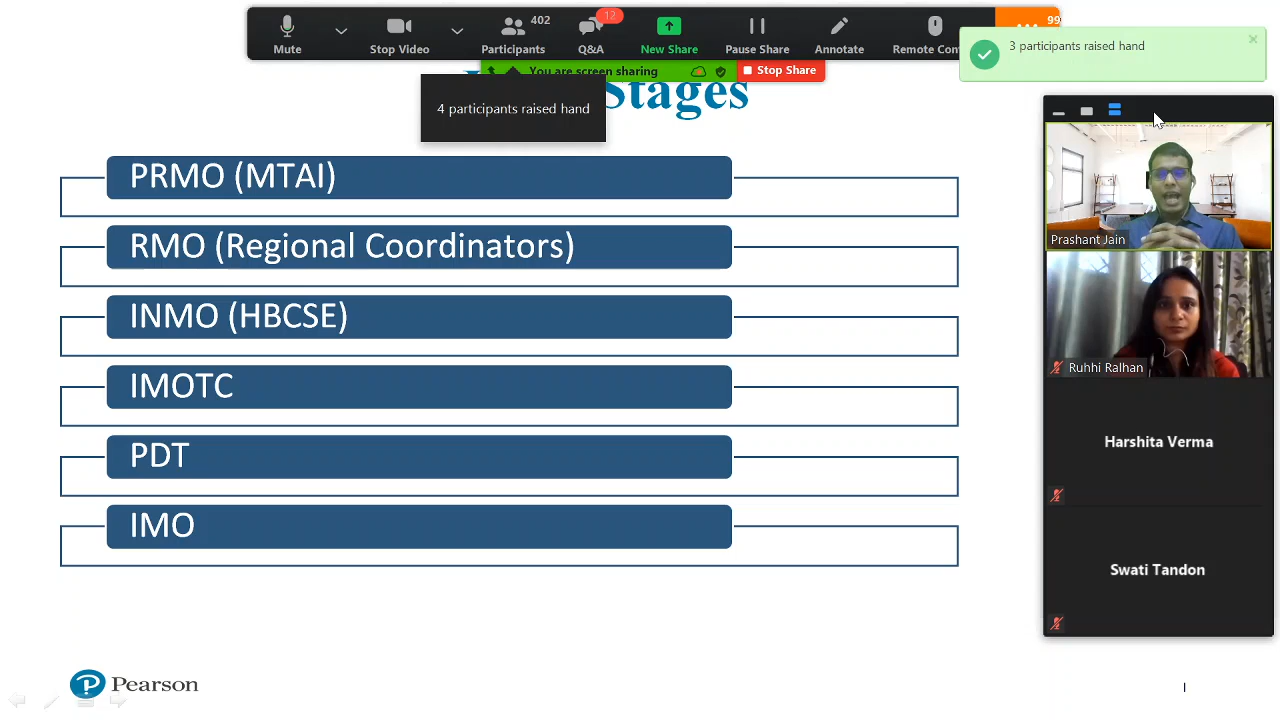 402
12
99
Mute
Stop Video
Participants
Q&A
New Share
Pause Share
Annotate
3 participants raised hand
You are screen sharing
Stop Share
Stages
4 participants raised hand
PRMO (MTAI)
RMO (Regional Coordinators)
INMO (HBCSE)
IMOTC
PDT
IMO
Prashant Jain
Ruhhi Ralhan
Harshita Verma
Swati Tandon
Pearson